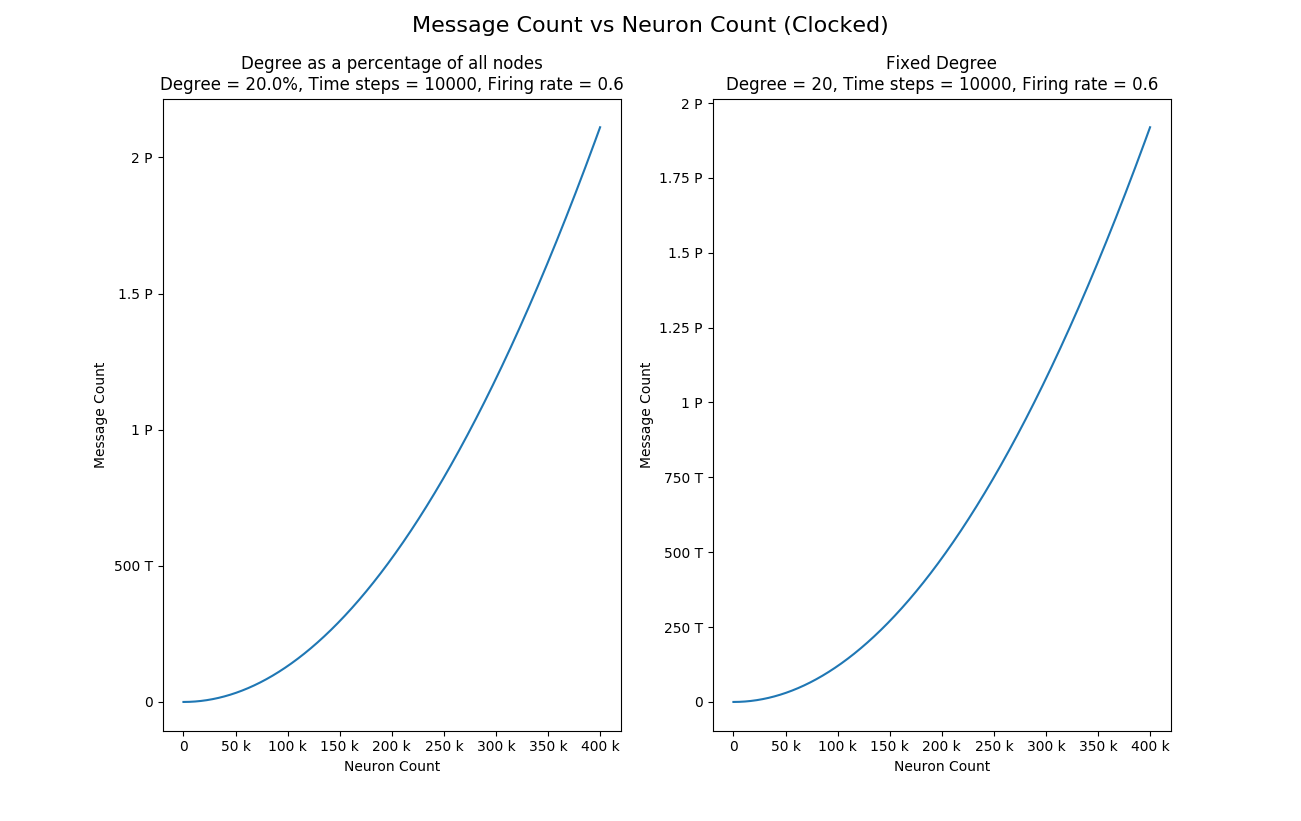 Message Count vs Neuron Count (Clocked)
Degree as a percentage of all nodes
Degree = 20.0%, Time steps = 10000, Firing rate = 0.6
2 P
1.5 P
1 P
500 T
0
Message Count
0 50 k 100 k 150 k 200 k 250 k 300 k 350 k 400 k
Neuron Count
Fixed Degree
Degree = 20, Time steps = 10000, Firing rate = 0.6
2 P
1.75 P
1.5 P
1.25 P
1 P
750 T
500 T
250 T
0
Message Count
0 50 k 100 k 150 k 200 k 250 k 300 k 350 k 400 k
Neuron Count